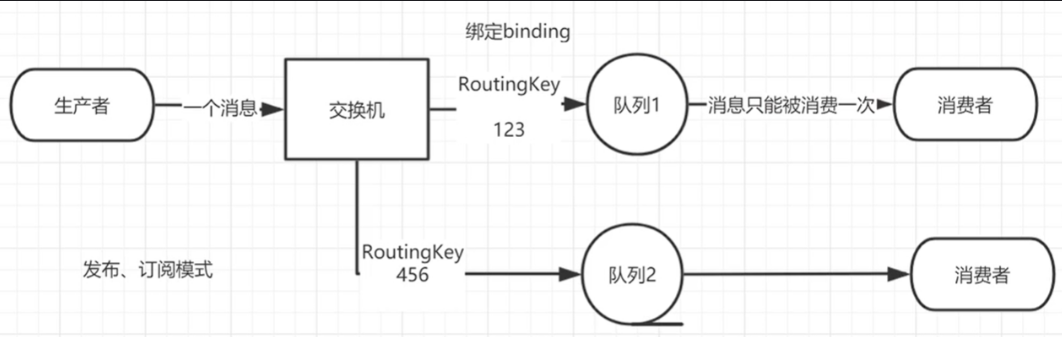 绑定binding
生产者
一个消息
交换机
RoutingKey
123
队列1
消息只能被消费一次
消费者
发布、订阅模式
RoutingKey
456
队列2
消费者